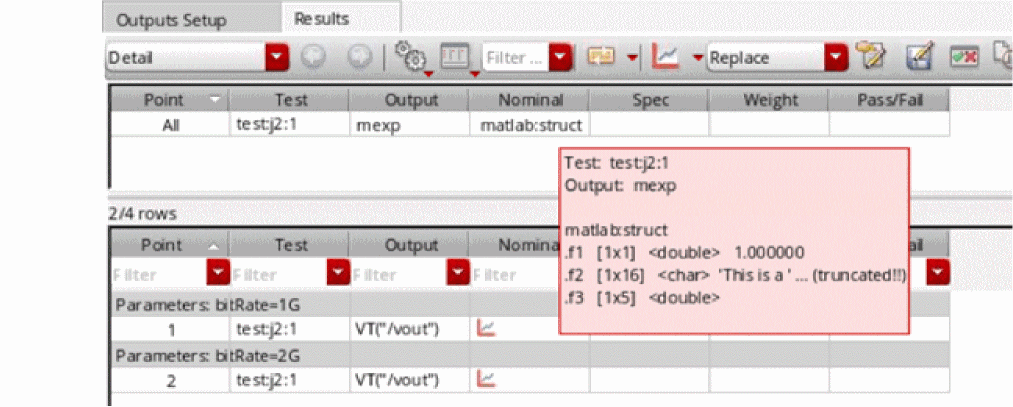 Outputs Setup Results
Detail Filter ... Replace
Point Test Output Nominal Spec Weight Pass/Fail
All test:j2:1 mexp matlab:struct
Test: test:j2:1
Output: mexp
matlab:struct
.f1 [1x1] <double> 1.000000
.f2 [1x16] <char> 'This is a ' ... (truncated!!)
.f3 [1x5] <double>
2/4 rows
Point Test Output Nomina ail
Filter Filter Filter Filter
Parameters: bitRate=1G
1 test:j2:1 VT("/vout")
Parameters: bitRate=2G
2 test:j2:1 VT("/vout")